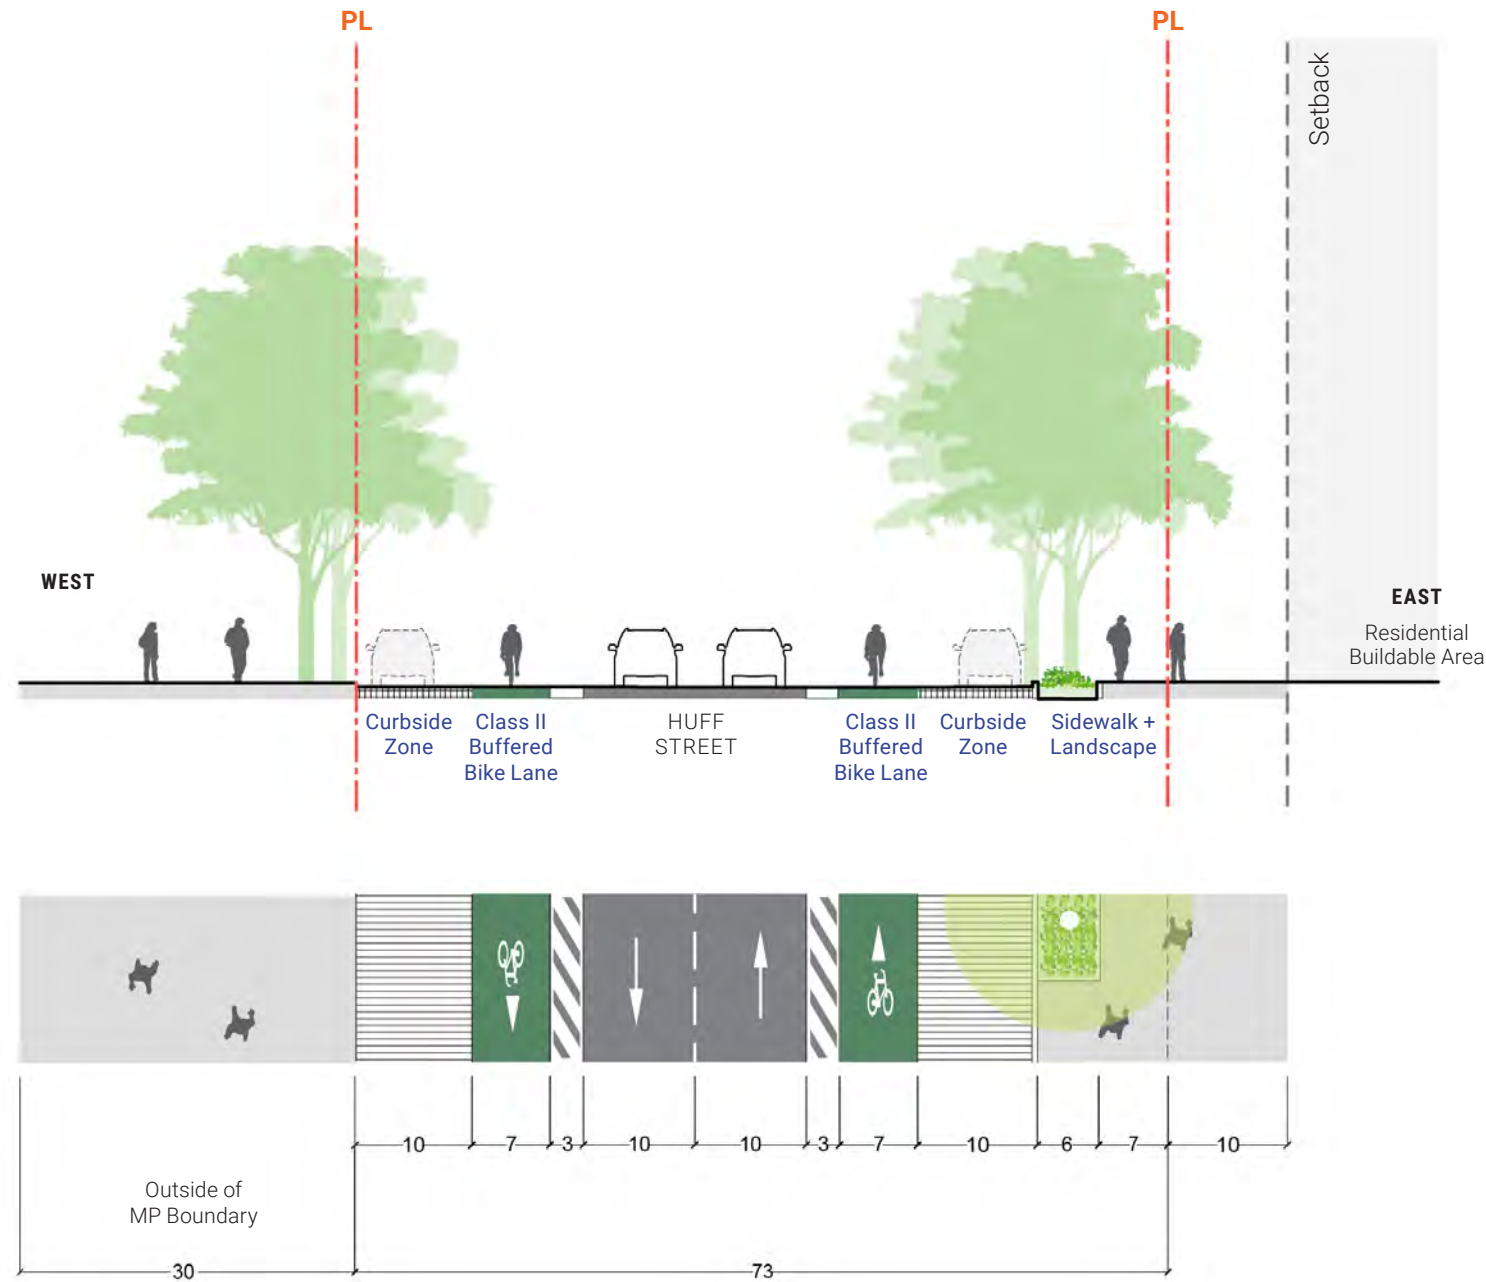 PL
PL
Setback
WEST
EAST
Residential
Buildable Area
Curbside
Zone
Class II
Buffered
Bike Lane
HUFF
STREET
Class II
Buffered
Bike Lane
Curbside
Zone
Sidewalk +
Landscape
10
7
3
10
10
3
7
10
6
7
10
Outside of
MP Boundary
30
73